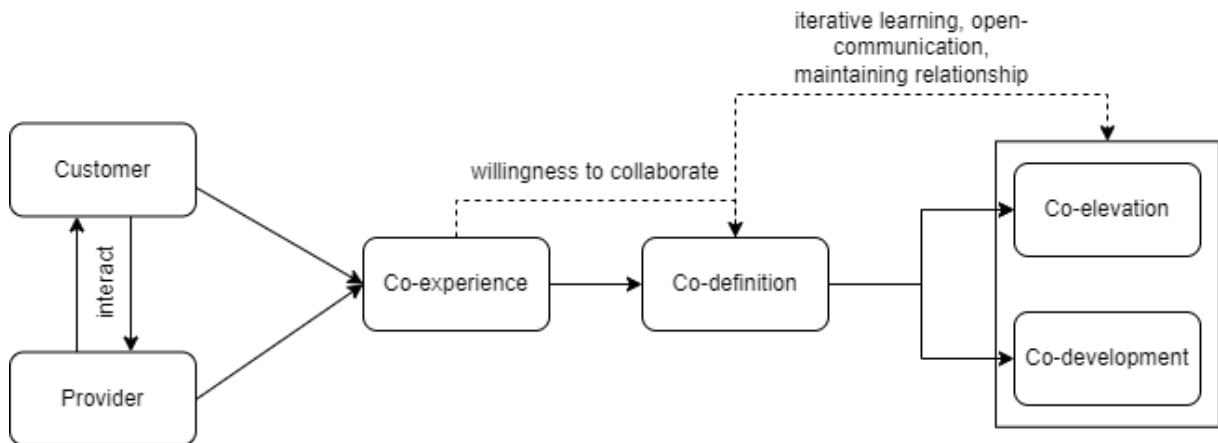 iterative learning, open-
communication,
maintaining relationship
Customer
willingness to collaborate
Co-elevation
interact
Co-experience
Co-definition
Co-development
Provider